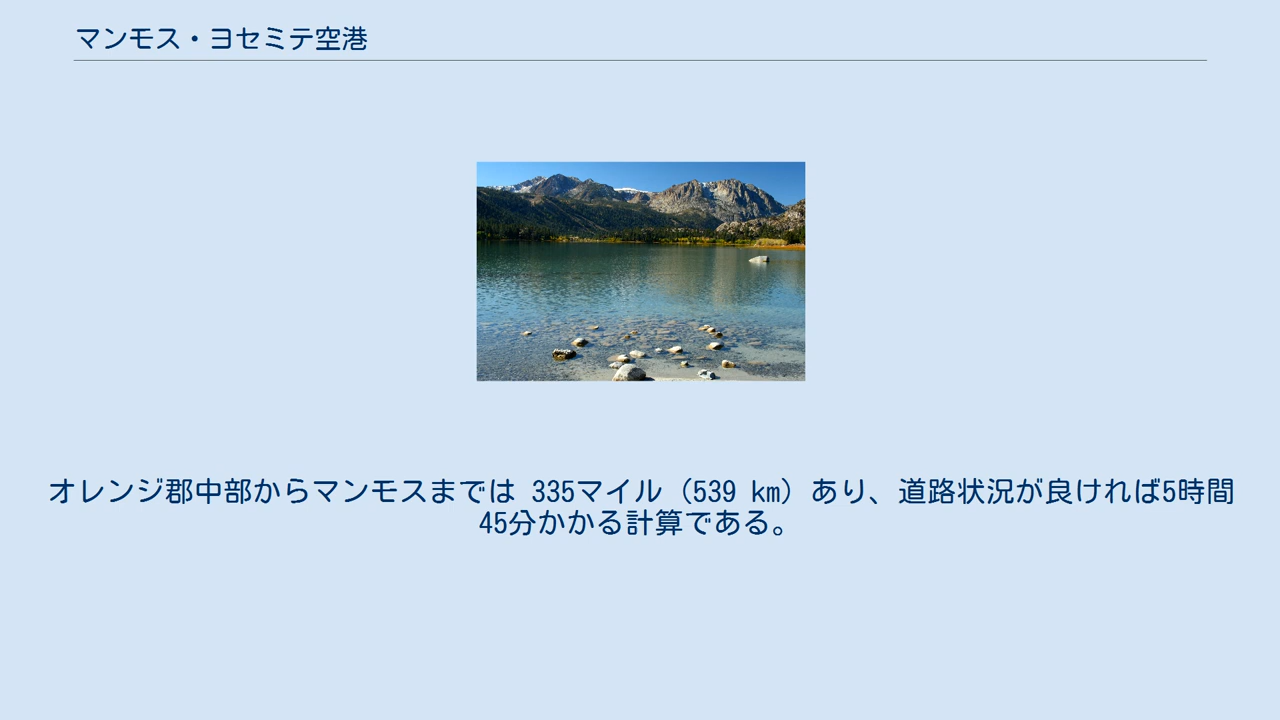 マンモス・ヨセミテ空港
オレンジ郡中部からマンモスまでは 335マイル（539 km）あり、道路状況が良ければ5時間
45分かかる計算である。